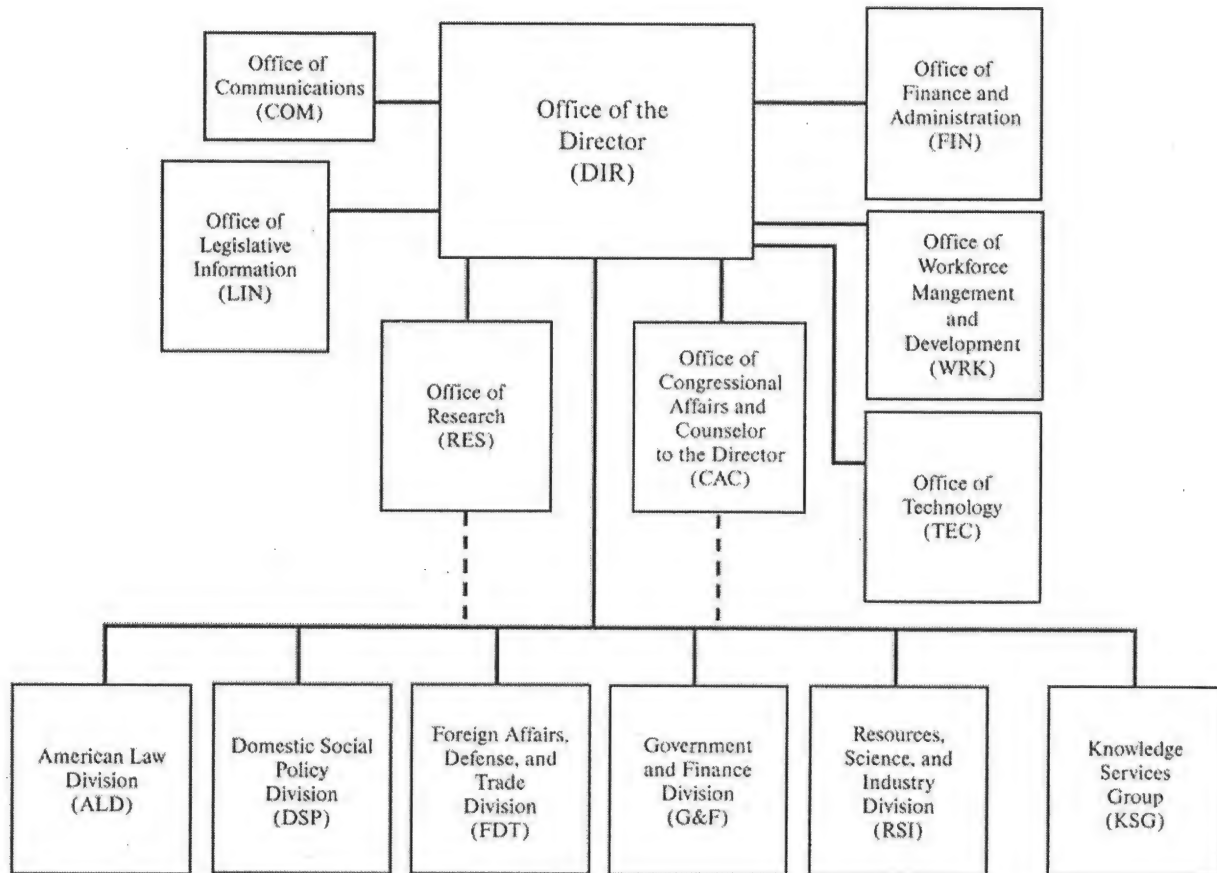 Office of
Communications
(COM)
Office of the
Director
(DIR)
Office of
Finance and
Administration
(FIN)
Office of
Legislative
Information
(LIN)
Office of
Workforce
Mangement
and
Development
(WRK)
Office of
Research
(RES)
Office of
Congressional
Affairs and
Counselor
to the Director
(CAC)
Office of
Technology
(TEC)
American Law
Division
(ALD)
Domestic Social
Policy
Division
(DSP)
Foreign Affairs,
Defense, and
Trade
Division
(FDT)
Government
and Finance
Division
(G&F)
Resources,
Science, and
Industry
Division
(RSI)
Knowledge
Services
Group
(KSG)